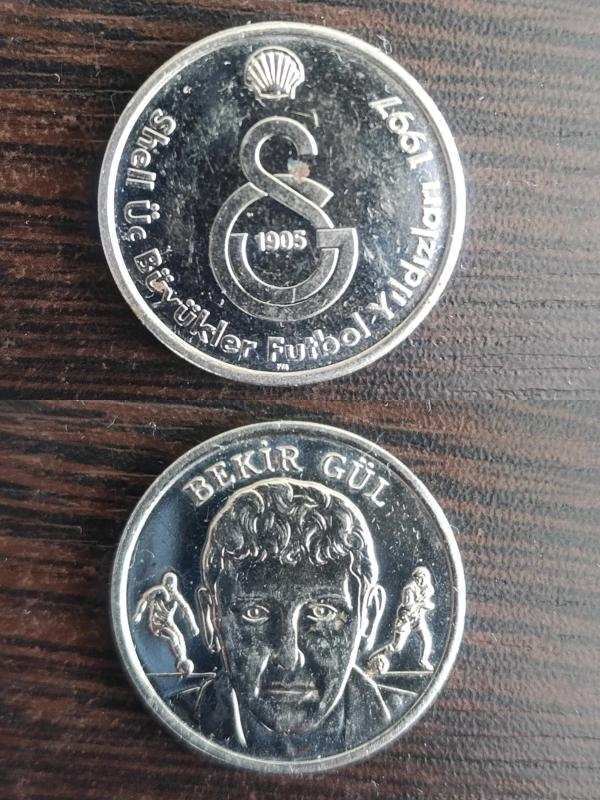 Shell Üç Büyükler Futbol Yıldızları 1997
1905
BEKİR GÜL